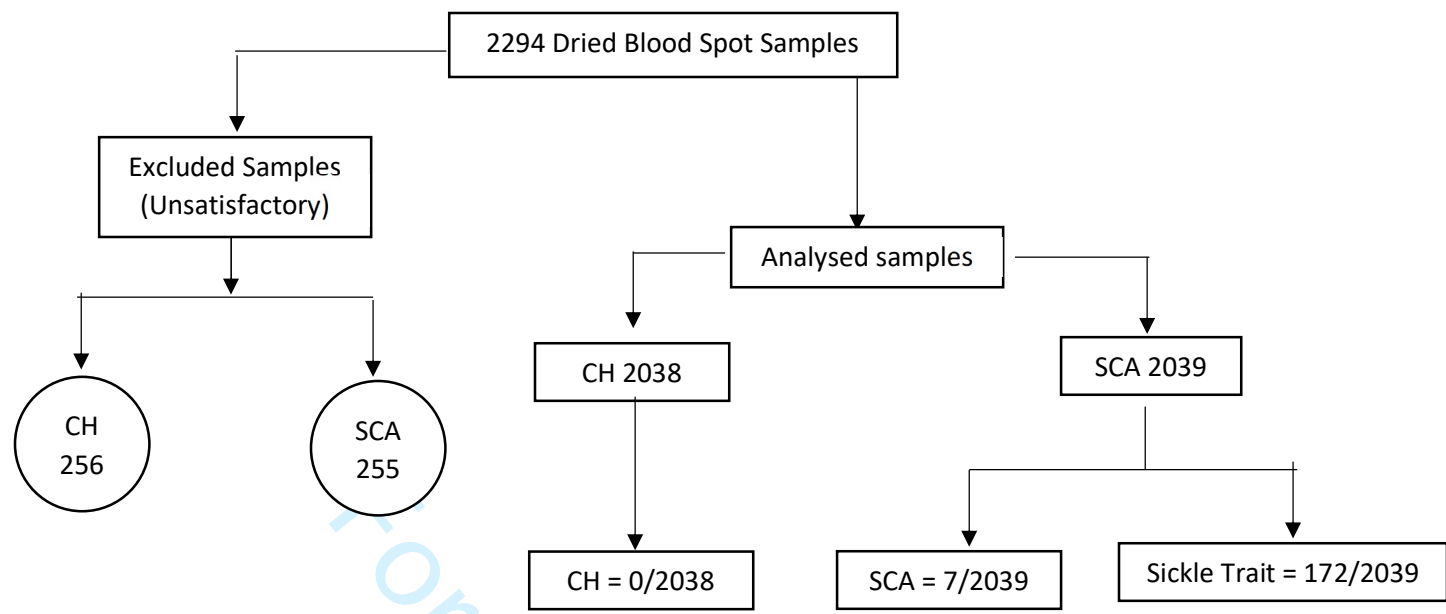 2294 Dried Blood Spot Samples
Excluded Samples
(Unsatisfactory)
Analysed samples
CH 2038
SCA 2039
CH
256
SCA
255
CH = 0/2038
SCA = 7/2039
Sickle Trait = 172/2039
For